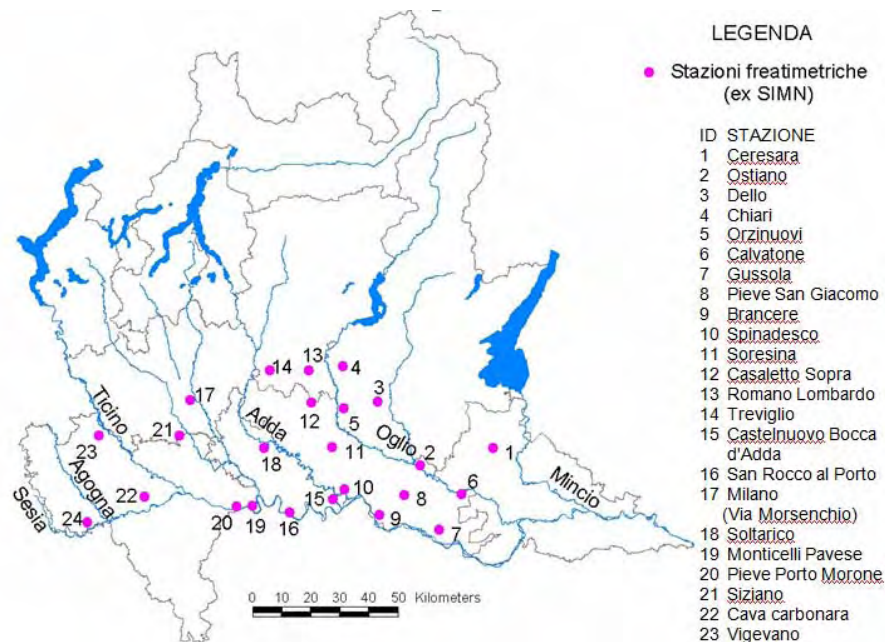 LEGENDA
Stazioni freatimetriche
(ex SIMN)
ID STAZIONE
1 Ceresara
2 Ostiano
3 Dello
4 Chiari
5 Orzinuovi
6 Calvatone
7 Gussola
8 Pieve San Giacomo
9 Brancere
10 Spinadesco
11 Soresina
12 Casaletto Sopra
13 Romano Lombardo
14 Treviglio
15 Castelnuovo Bocca
d'Adda
16 San Rocco al Porto
17 Milano
(Via Morsenchio)
18 Soltarico
19 Monticelli Pavese
20 Pieve Porto Morone
21 Siziano
22 Cava carbonara
23 Vigevano
14
13
4
17
3
12
5
Ticino
Adda
Oglio
21
23
18
11
2
1
Agogna
Sesia
22
15
10
8
6
Mincio
24
20
19
16
9
7
0 10 20 30 40 50 Kilometers